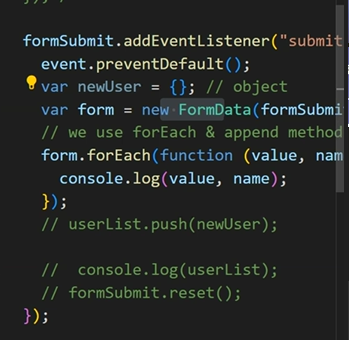 formSubmit.addEventListener("submit
event.preventDefault();
var newUser = {}; // object
var form = new FormData(formSubmi
// we use forEach & append method
form.forEach(function (value, nam
console.log(value, name);
});
// userList.push(newUser);
//  console.log(userList);
// formSubmit.reset();
});